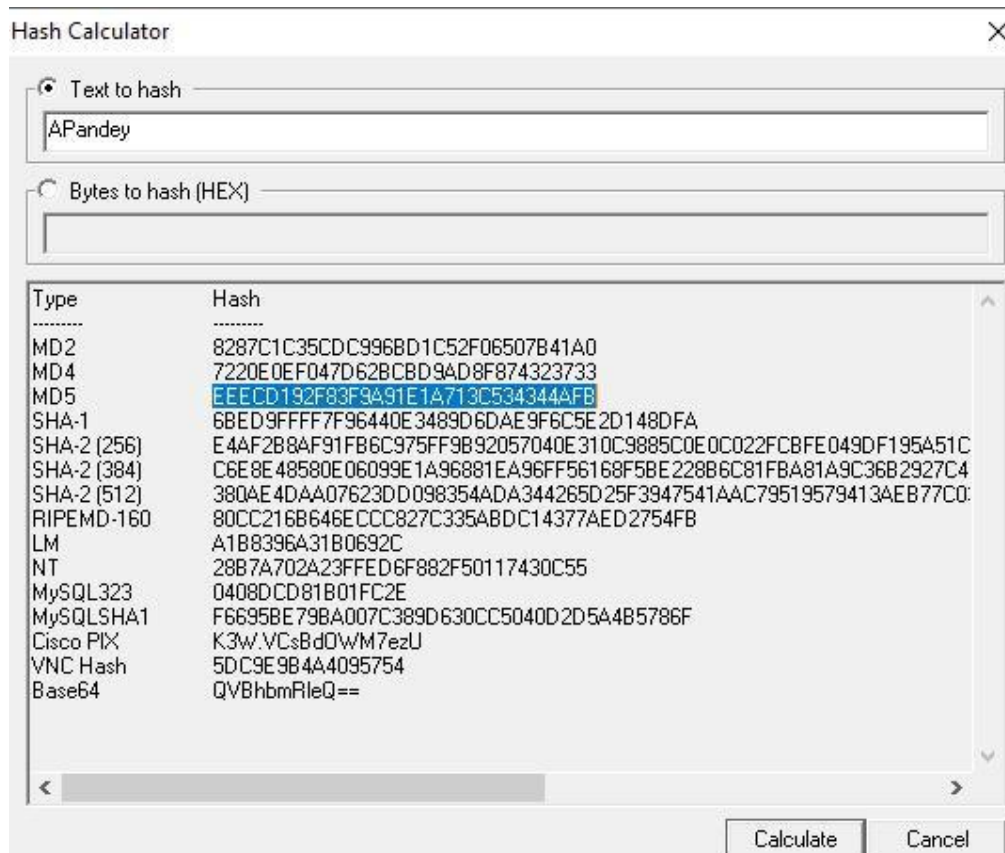 Hash Calculator
Text to hash
APandey
Bytes to hash (HEX)
Type Hash
--------- ---------
MD2 8287C1C35CDC996BD1C52F06507B41A0
MD4 7220E0EF047D62BCBD9AD8F874323733
MD5 EEECD192F83F9A91E1A713C534344AFB
SHA-1 6BED9FFFF7F96440E3489D6DAE9F6C5E2D148DFA
SHA-2 (256) E4AF2B8AF91FB6C975FF9B92057040E310C9885C0E0C022FCBFE049DF195A51C
SHA-2 (384) C6E8E48580E06099E1A96881EA96FF56168F5BE228B6C81FBA81A9C36B2927C4
SHA-2 (512) 380AE4DAA07623DD098354ADA344265D25F3947541AAC79519579413AEB77C0
RIPEMD-160 80CC216B646ECCC827C335ABDC14377AED2754FB
LM A1B8396A31B0692C
NT 28B7A702A23FFED6F882F50117430C55
MySQL323 0408DCD81B01FC2E
MySQLSHA1 F6695BE79BA007C389D630CC5040D2D5A4B5786F
Cisco PIX K3W.VCsBdOWM7ezU
VNC Hash 5DC9E9B4A4095754
Base64 QVBhbmRleQ==
Calculate Cancel